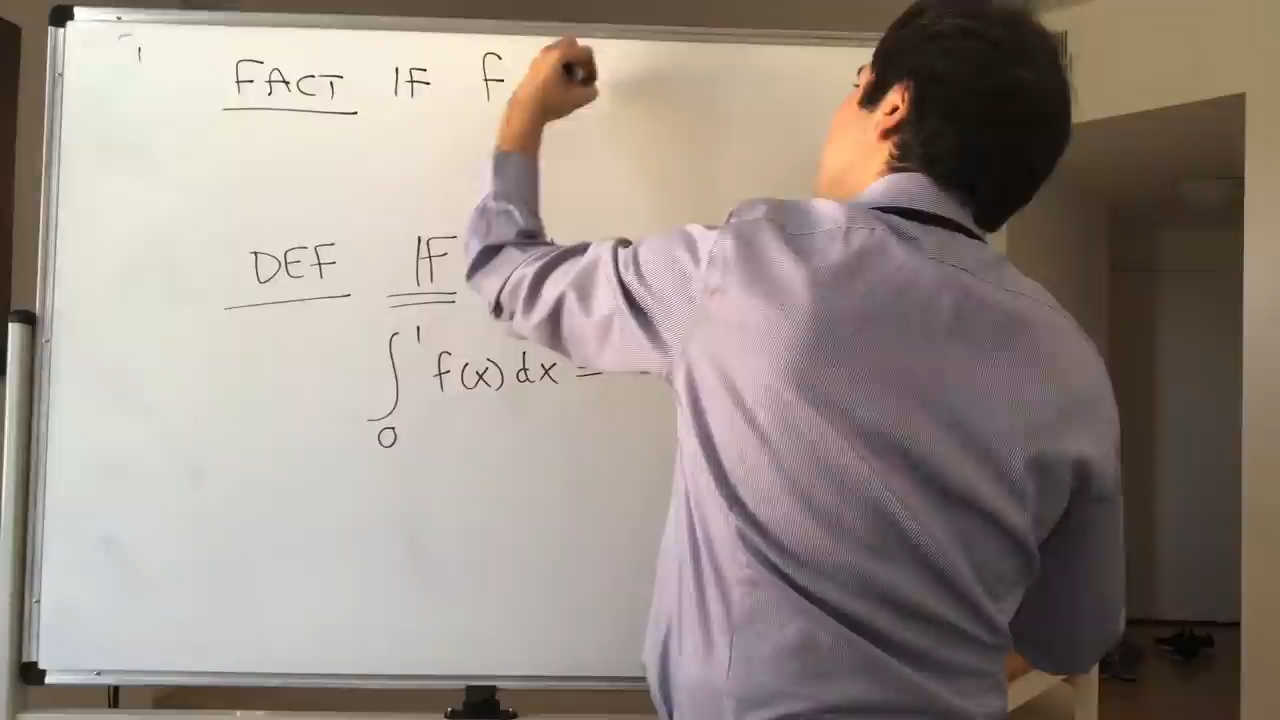 FACT IF f
DEF IF
∫₀¹ f(x) dx =